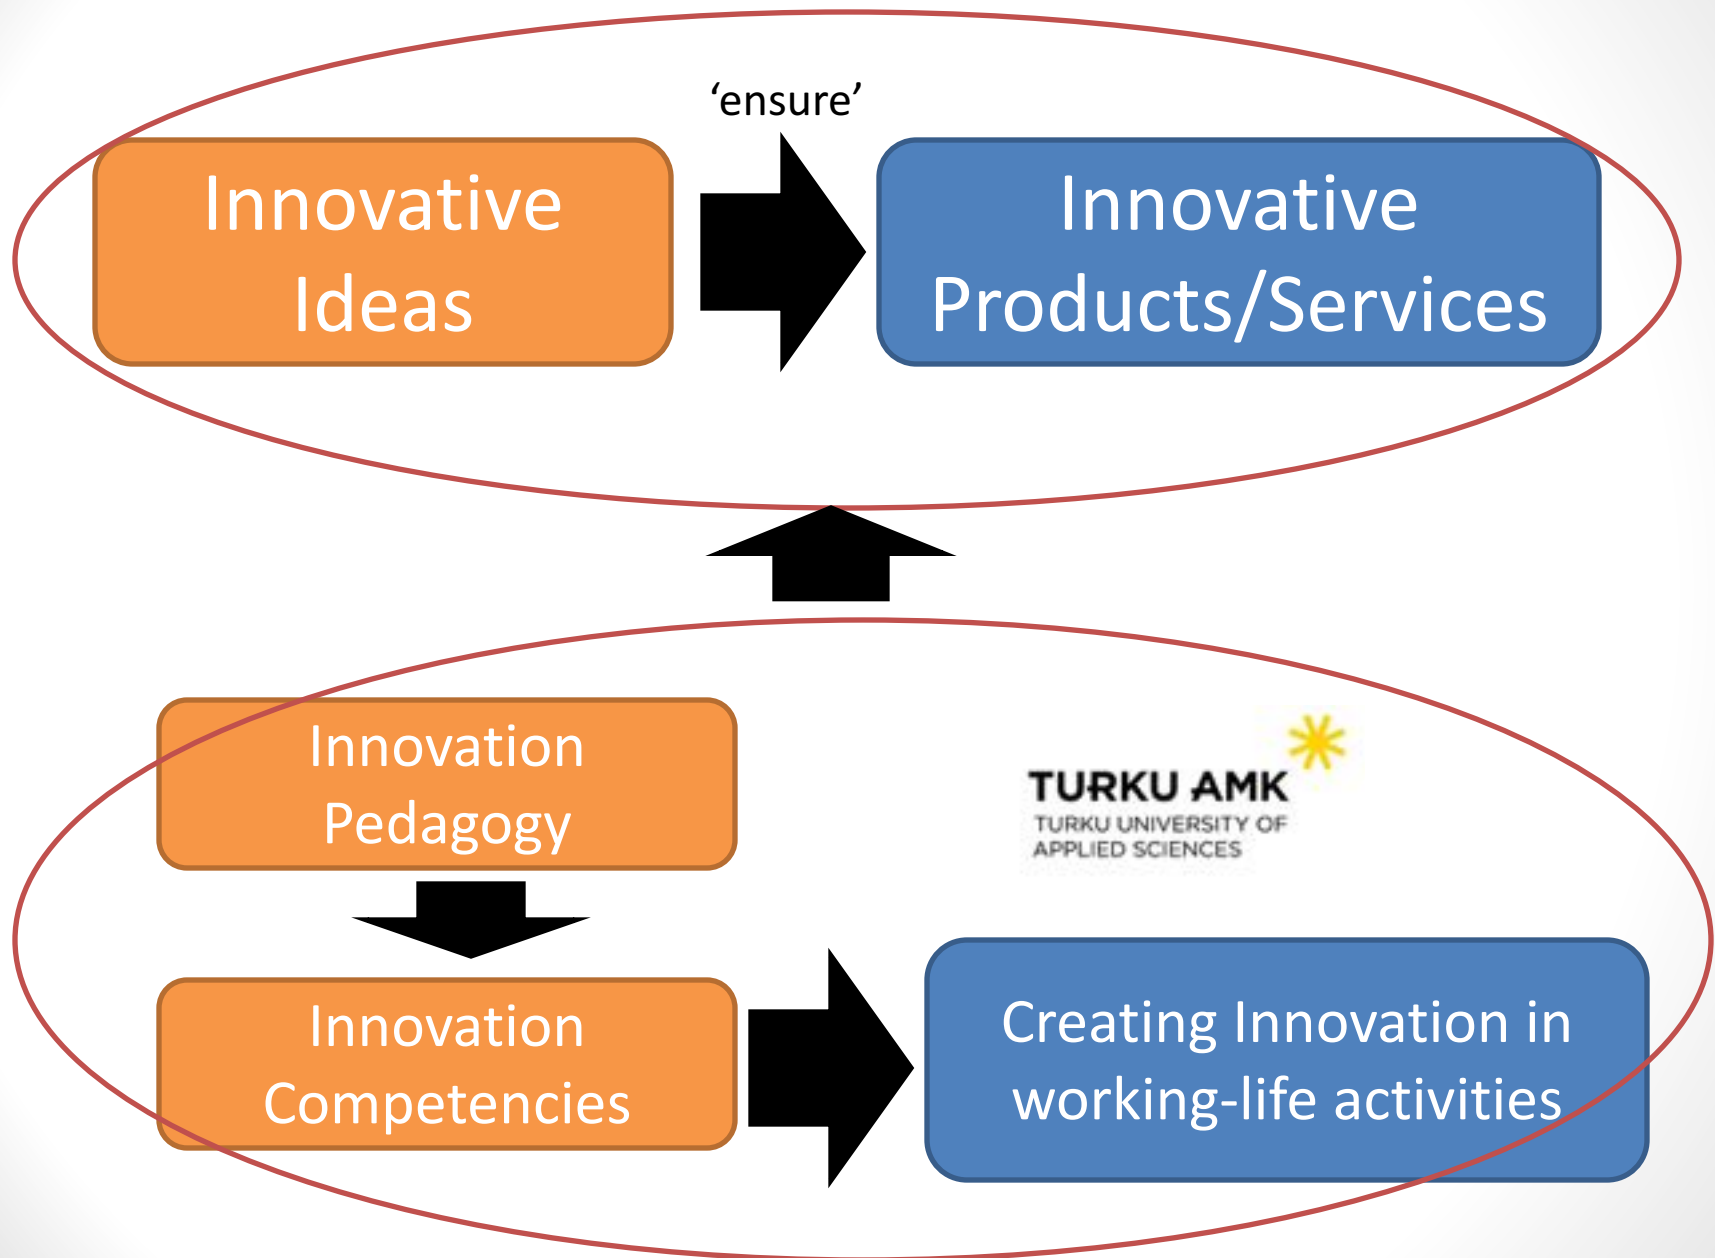 ‘ensure’
Innovative
Ideas
Innovative
Products/Services
Innovation
Pedagogy
TURKU AMK
TURKU UNIVERSITY OF
APPLIED SCIENCES
Innovation
Competencies
Creating Innovation in
working-life activities